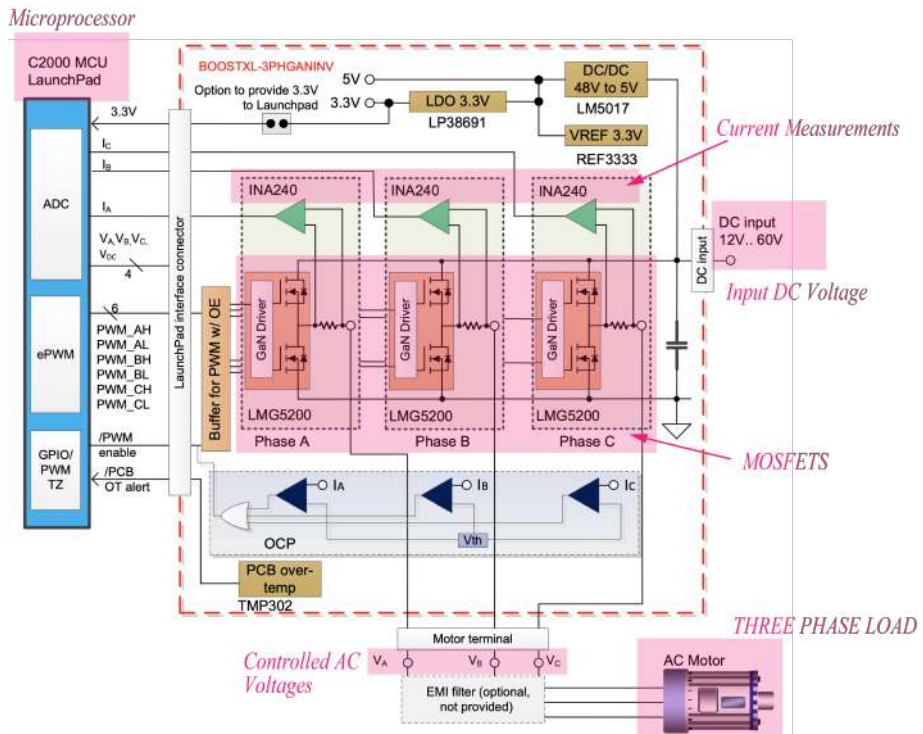 Microprocessor
C2000 MCU
LaunchPad
BOOSTXL-3PHGANINV
Option to provide 3.3V
to Launchpad
5V
3.3V
LDO 3.3V
LP38691
DC/DC
48V to 5V
LM5017
VREF 3.3V
REF3333
Current Measurements
3.3V
IC
IB
IA
ADC
VA,VB,VC,
VDC
4
INA240
INA240
INA240
DC input
12V.. 60V
DC input
Input DC Voltage
LaunchPad interface connector
6
PWM_AH
PWM_AL
PWM_BH
PWM_BL
PWM_CH
PWM_CL
ePWM
Buffer for PWM w/ OE
GaN Driver
GaN Driver
GaN Driver
LMG5200
LMG5200
LMG5200
Phase A
Phase B
Phase C
MOSFETS
GPIO/
PWM
TZ
/PWM
enable
/PCB
OT alert
IA
IB
IC
Vth
OCP
PCB over-
temp
TMP302
Motor terminal
THREE PHASE LOAD
Controlled AC
Voltages
VA
VB
VC
AC Motor
EMI filter (optional,
not provided)